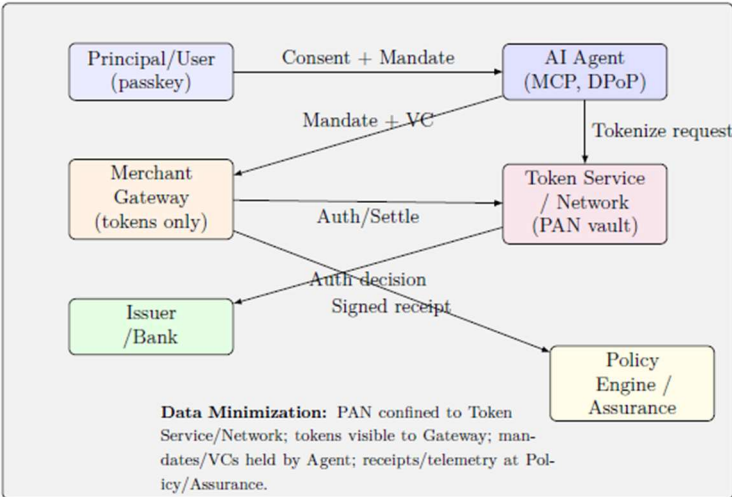 Principal/User
(passkey)
Consent + Mandate
AI Agent
(MCP, DPoP)
Mandate + VC
Tokenize request
Merchant
Gateway
(tokens only)
Auth/Settle
Token Service
/ Network
(PAN vault)
Auth decision
Signed receipt
Issuer
/Bank
Policy
Engine /
Assurance
Data Minimization: PAN confined to Token
Service/Network; tokens visible to Gateway; man-
dates/VCs held by Agent; receipts/telemetry at Pol-
icy/Assurance.